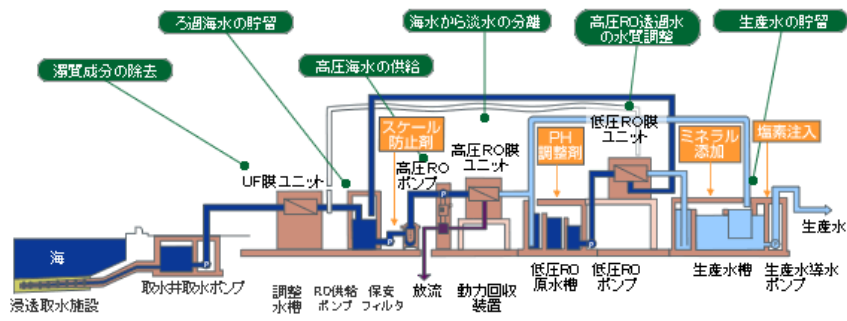 ろ過海水の貯留
海水から淡水の分離
高圧RO透過水
の水質調整
生産水の貯留
濁質成分の除去
高圧海水の供給
スケール
防止剤
PH
調整剤
低圧RO膜
ユニット
ミネラル
添加
塩素注入
UF膜ユニット
高圧RO
ポンプ
高圧RO膜
ユニット
海
P
P
P
P
P
生産水
浸透取水施設
取水井取水ポンプ
調整
水槽
RO供給
ポンプ
保安
フィルタ
放流
動力回収
装置
低圧RO
原水槽
低圧RO
ポンプ
生産水槽
生産水導水
ポンプ